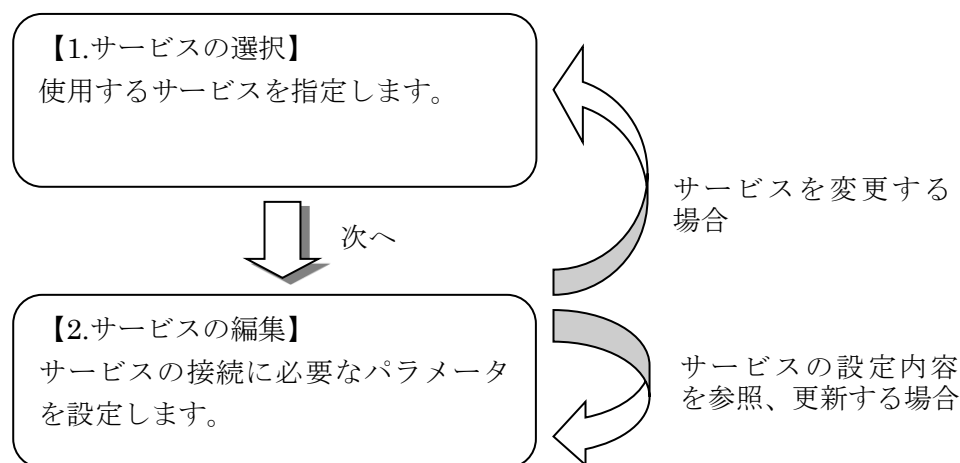 【1.サービスの選択】
使用するサービスを指定します。
サービスを変更する
場合
次へ
【2.サービスの編集】
サービスの接続に必要なパラメータ
を設定します。
サービスの設定内容
を参照、更新する場合